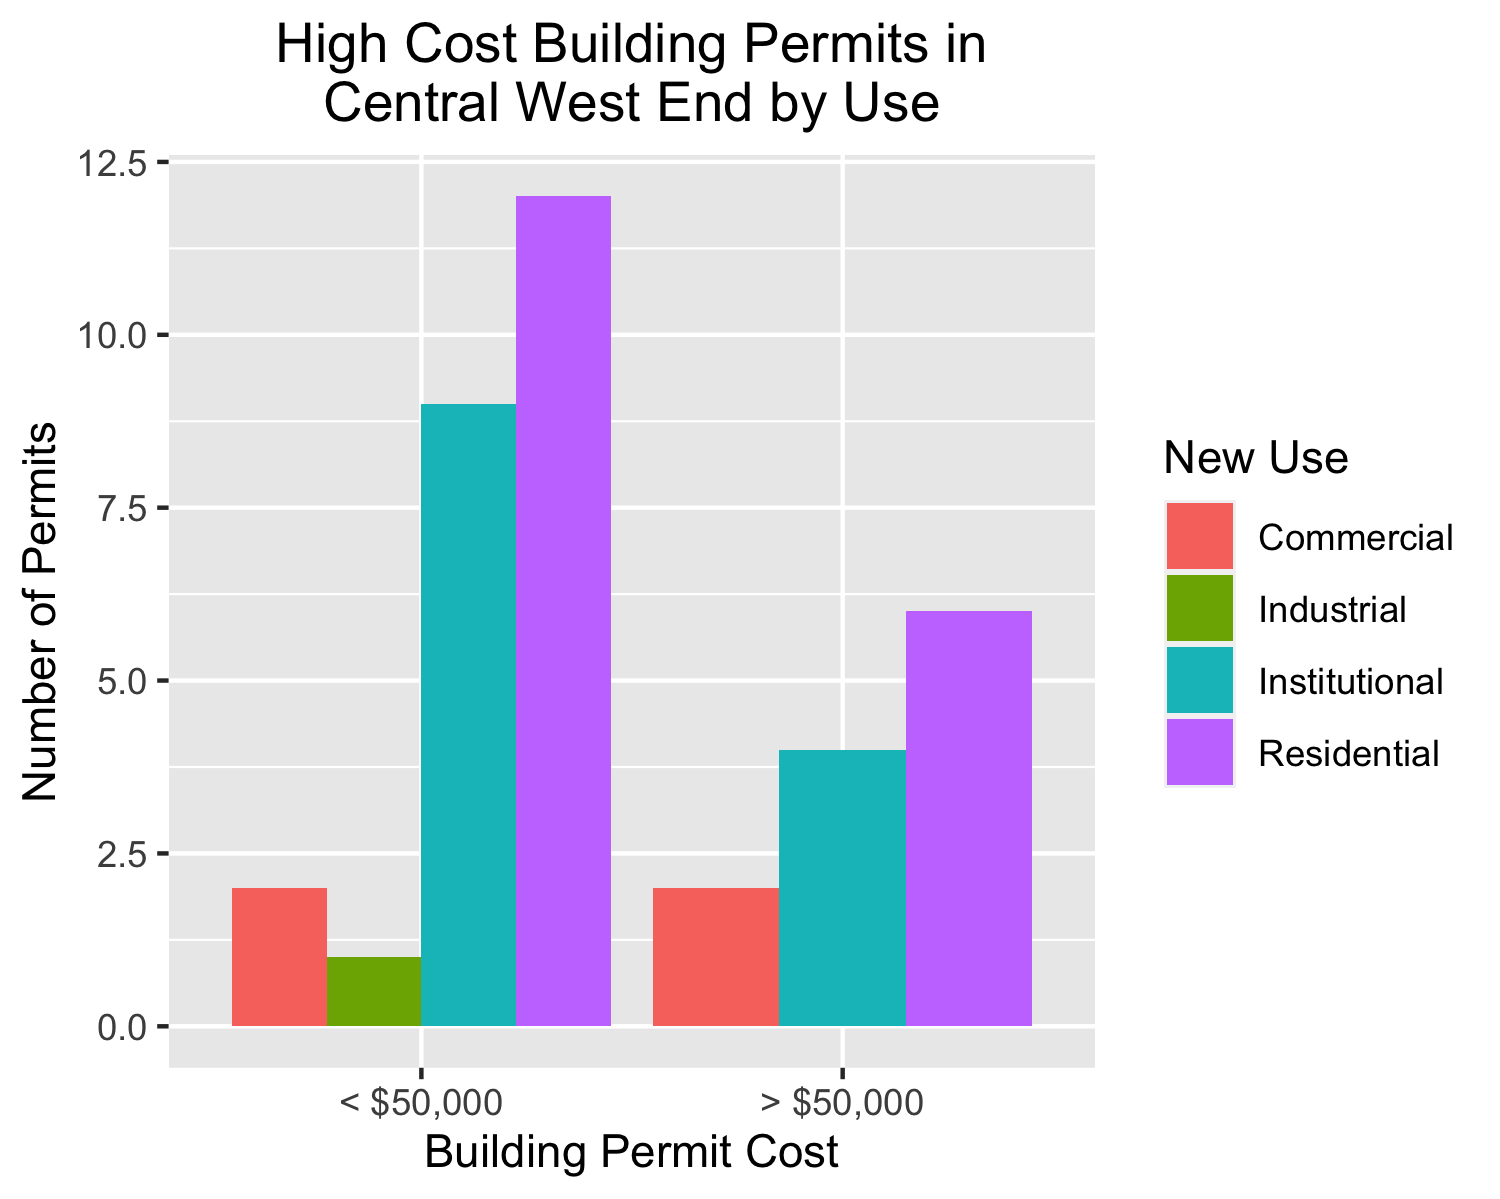 High Cost Building Permits in
Central West End by Use
12.5
10.0
7.5
5.0
2.5
0.0
Number of Permits
< $50,000
> $50,000
Building Permit Cost
New Use
Commercial
Industrial
Institutional
Residential